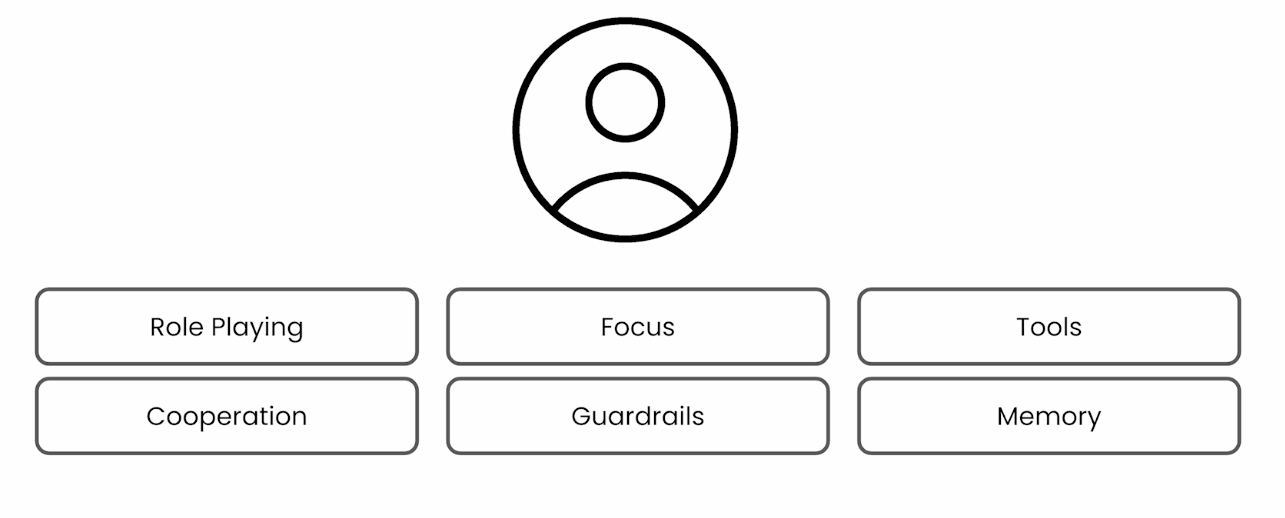 Role Playing
Focus
Tools
Cooperation
Guardrails
Memory